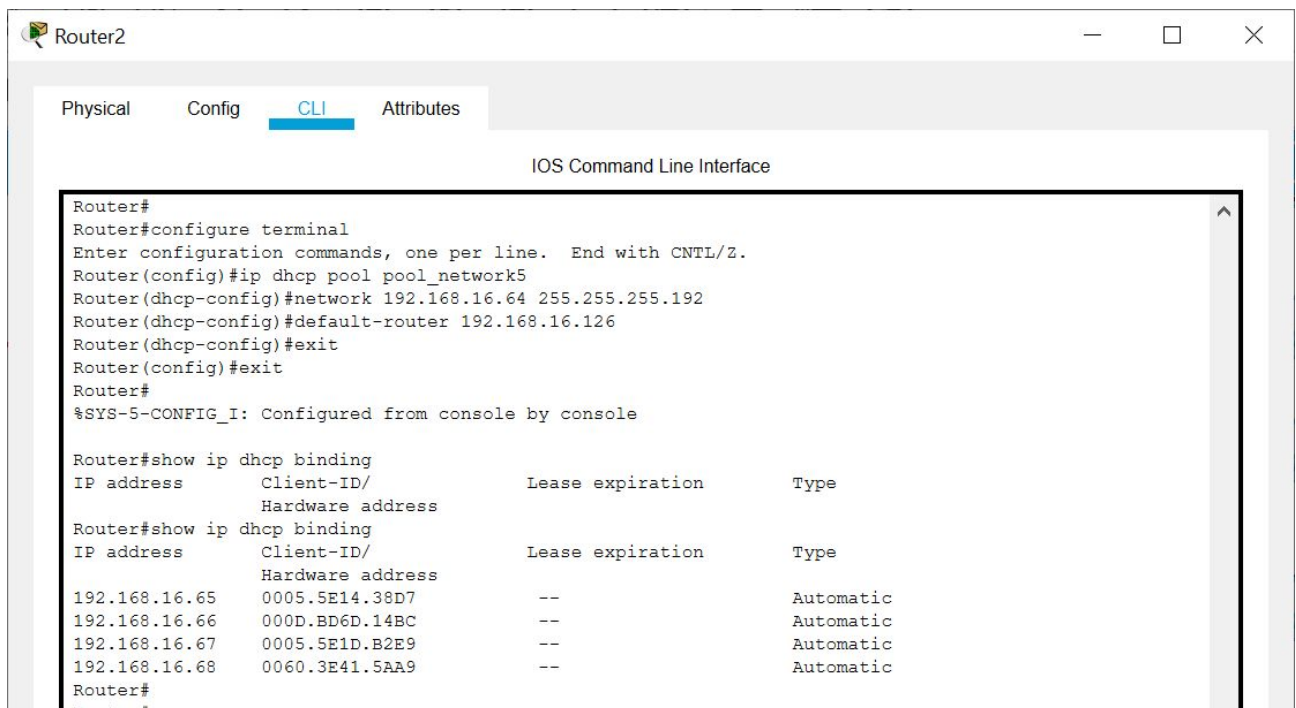 Router2
Physical Config CLI Attributes
IOS Command Line Interface
Router#
Router#configure terminal
Enter configuration commands, one per line.  End with CNTL/Z.
Router(config)#ip dhcp pool pool_network5
Router(dhcp-config)#network 192.168.16.64 255.255.255.192
Router(dhcp-config)#default-router 192.168.16.126
Router(dhcp-config)#exit
Router(config)#exit
Router#
%SYS-5-CONFIG_I: Configured from console by console
Router#show ip dhcp binding
IP address       Client-ID/              Lease expiration        Type
                 Hardware address
Router#show ip dhcp binding
IP address       Client-ID/              Lease expiration        Type
                 Hardware address
192.168.16.65    0005.5E14.38D7           --                     Automatic
192.168.16.66    000D.BD6D.14BC           --                     Automatic
192.168.16.67    0005.5E1D.B2E9           --                     Automatic
192.168.16.68    0060.3E41.5AA9           --                     Automatic
Router#